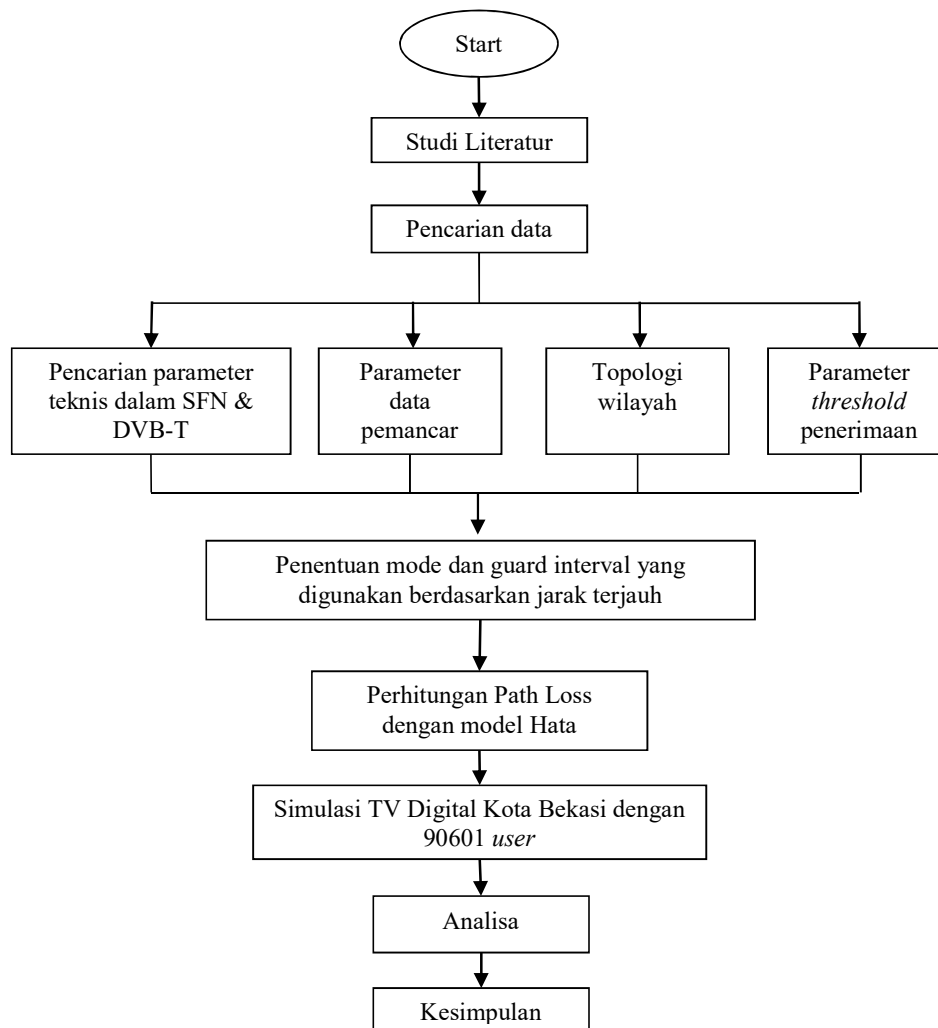 Start
Studi Literatur
Pencarian data
Pencarian parameter
teknis dalam SFN &
DVB-T
Parameter
data
pemancar
Topologi
wilayah
Parameter
threshold
penerimaan
Penentuan mode dan guard interval yang
digunakan berdasarkan jarak terjauh
Perhitungan Path Loss
dengan model Hata
Simulasi TV Digital Kota Bekasi dengan
90601 user
Analisa
Kesimpulan